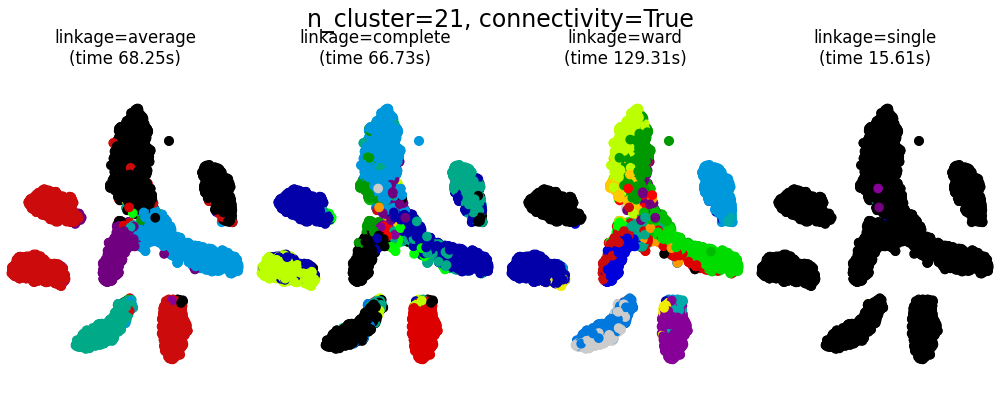 n_cluster=21, connectivity=True
linkage=average
(time 68.25s)
linkage=complete
(time 66.73s)
linkage=ward
(time 129.31s)
linkage=single
(time 15.61s)